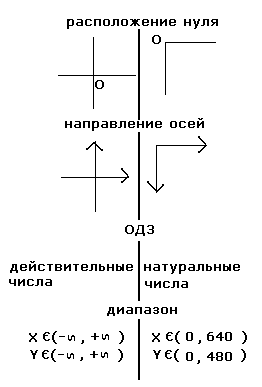 расположение нуля
О
О
направление осей
ОДЗ
действительные числа
натуральные числа
диапазон
X Є(-∽, +∽ )
X Є( 0, 640 )
Y Є(-∽, +∽ )
Y Є( 0, 480 )